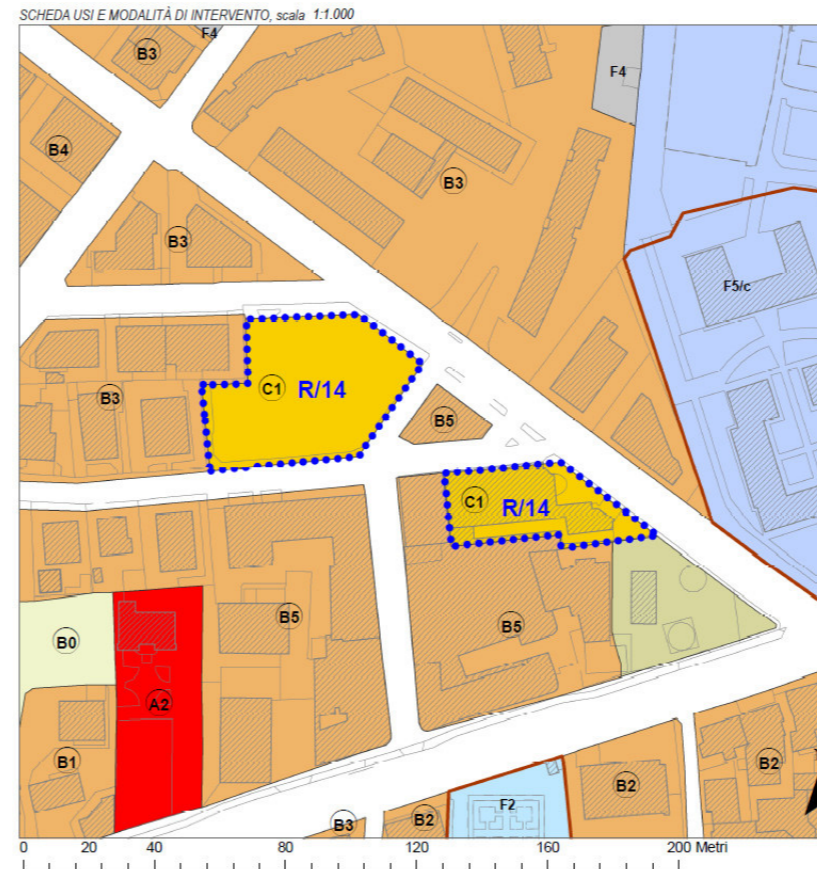 SCHEDA USI E MODALITÀ DI INTERVENTO, scala 1:1.000
F4
B3
F4
B4
B3
B3
F5/c
C1 R/14
B3
B5
C1
R/14
B5
B5
B0
A2
B1
B2
B2
F2
B3
B2
0 20 40 80 120 160 200 Metri